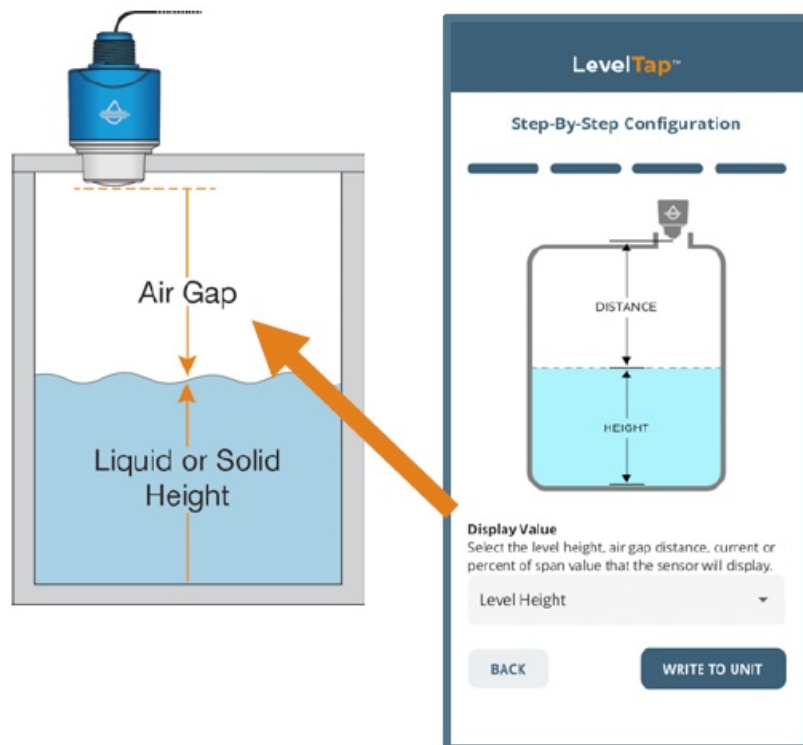 Air Gap
Liquid or Solid
Height
LevelTap™
Step-By-Step Configuration
DISTANCE
HEIGHT
Display Value
Select the level height, air gap distance, current or
percent of span value that the sensor will display.
Level Height
BACK
WRITE TO UNIT